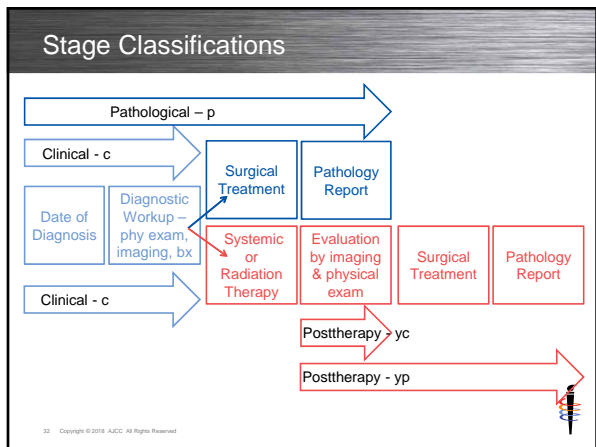 Stage Classifications
Pathological – p
Clinical - c
Surgical
Treatment
Pathology
Report
Date of
Diagnosis
Diagnostic
Workup –
phy exam,
imaging, bx
Systemic
or
Radiation
Therapy
Evaluation
by imaging
& physical
exam
Surgical
Treatment
Pathology
Report
Clinical - c
Posttherapy - yc
Posttherapy - yp
32 Copyright © 2018 AJCC All Rights Reserved